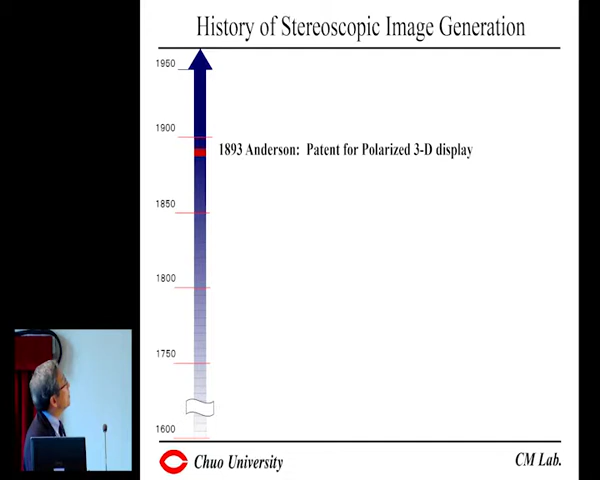 History of Stereoscopic Image Generation
1950
1900
1893 Anderson: Patent for Polarized 3-D display
1850
1800
1750
1600
Chuo University
CM Lab.